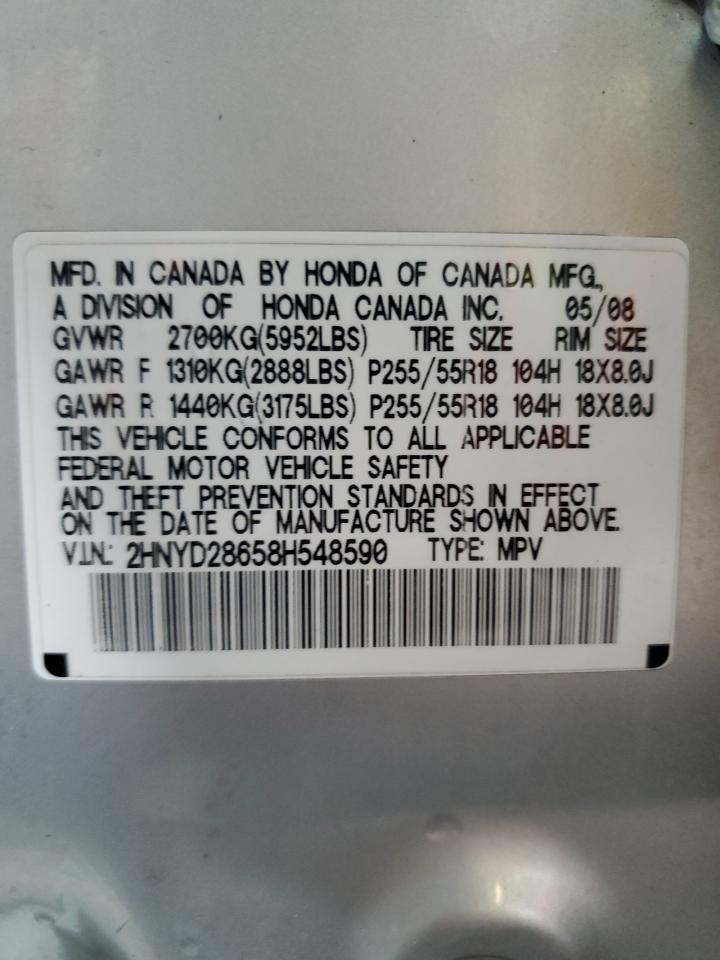 MFD. IN CANADA BY HONDA OF CANADA MFG.,
A DIVISION OF HONDA CANADA INC. 05/08
GVWR 2700KG(5952LBS) TIRE SIZE RIM SIZE
GAWR F 1310KG(2888LBS) P255/55R18 104H 18X8.0J
GAWR R 1440KG(3175LBS) P255/55R18 104H 18X8.0J
THIS VEHICLE CONFORMS TO ALL APPLICABLE
FEDERAL MOTOR VEHICLE SAFETY
AND THEFT PREVENTION STANDARDS IN EFFECT
ON THE DATE OF MANUFACTURE SHOWN ABOVE.
V.I.N.: 2HNYD28658H548590 TYPE: MPV